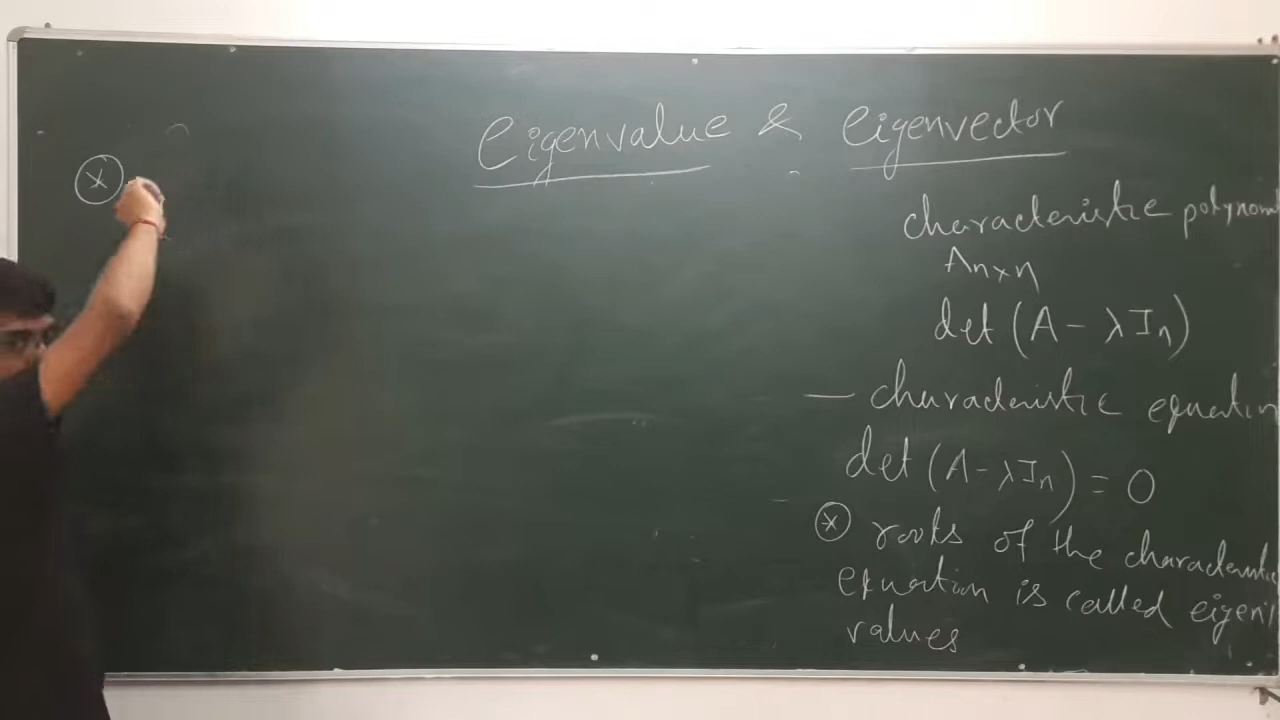 Eigenvalue & Eigenvector
characteristic polynom
An×n
det (A - λIn)
— characteristic equation
det (A - λIn) = 0
⊛ roots of the characteristic
equation is called eigen
values
⊛